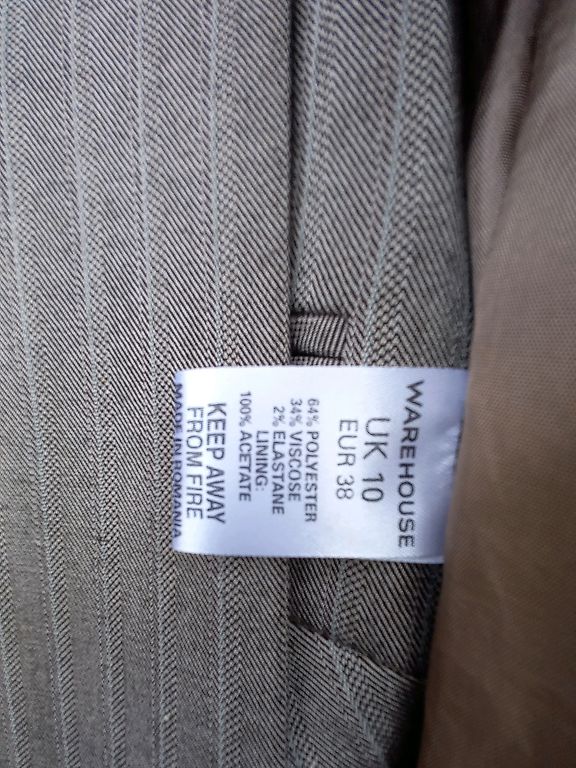 WAREHOUSE
UK 10
EUR 38
64% POLYESTER
34% VISCOSE
2% ELASTANE
LINING:
100% ACETATE
KEEP AWAY
FROM FIRE
MADE IN ROMANIA